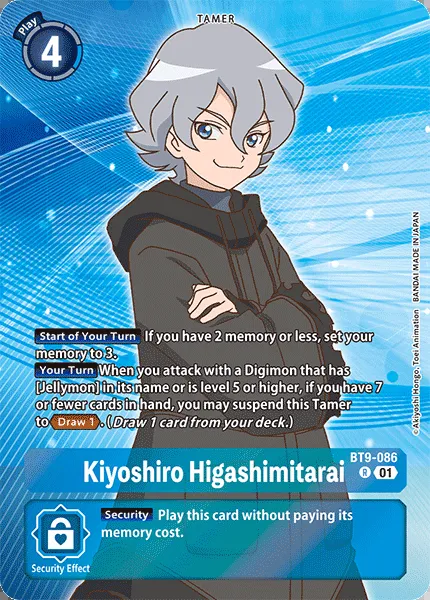 TAMER
Play
4
Start of Your Turn If you have 2 memory or less, set your
memory to 3.
Your Turn When you attack with a Digimon that has
[Jellymon] in its name or is level 5 or higher, if you have 7
or fewer cards in hand, you may suspend this Tamer
to Draw 1. (Draw 1 card from your deck.)
©Akiyoshi Hongo, Toei Animation BANDAI MADE IN JAPAN
BT9-086
Kiyoshiro Higashimitarai R 01
Security Play this card without paying its
memory cost.
Security Effect